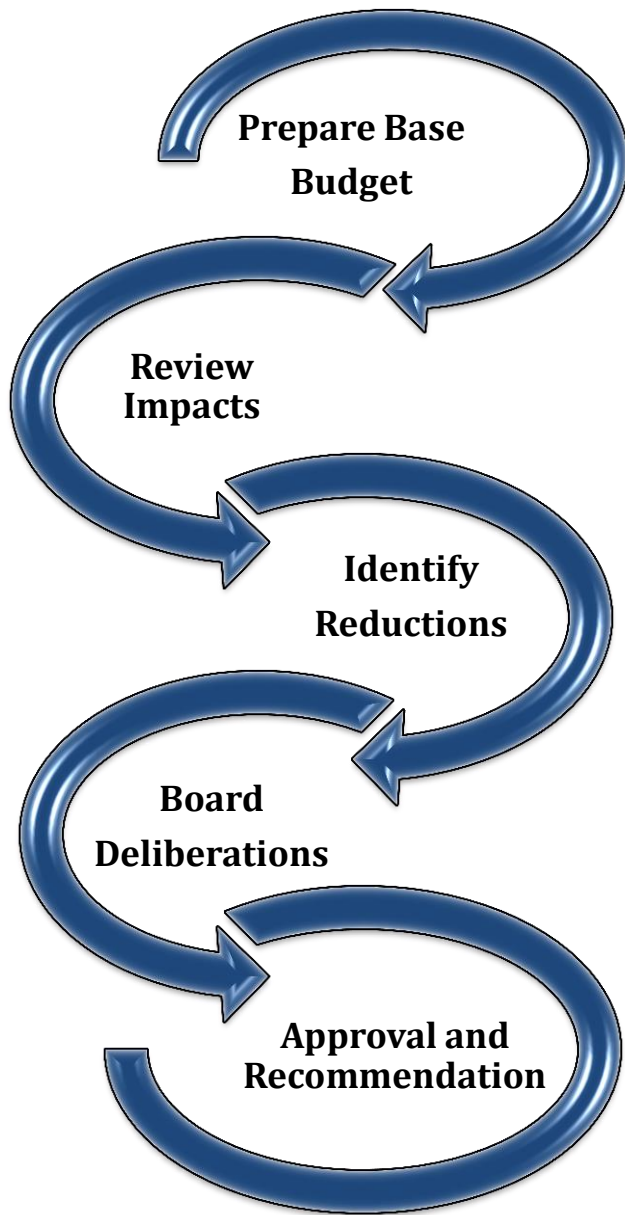 Prepare Base
Budget
Review
Impacts
Identify
Reductions
Board
Deliberations
Approval and
Recommendation